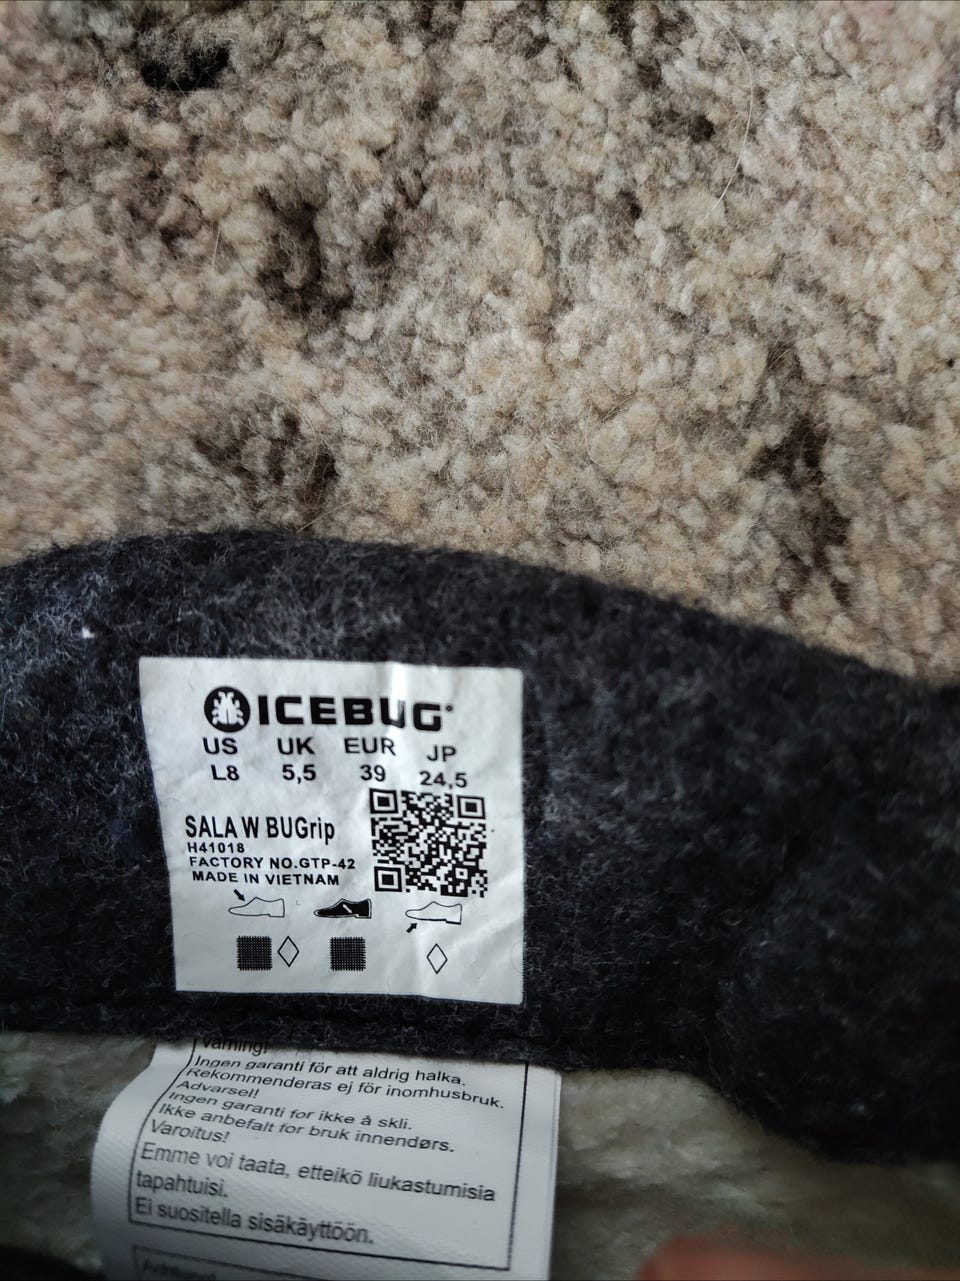 ICEBUG®
US UK EUR JP
L8 5,5 39 24,5
SALA W BUGrip
H41018
FACTORY NO.GTP-42
MADE IN VIETNAM
Varning!
Ingen garanti för att aldrig halka.
Rekommenderas ej för inomhusbruk.
Advarsel!
Ingen garanti for ikke å skli.
Ikke anbefalt for bruk innendørs.
Varoitus!
Emme voi taata, etteikö liukastumisia
tapahtuisi.
Ei suositella sisäkäyttöön.